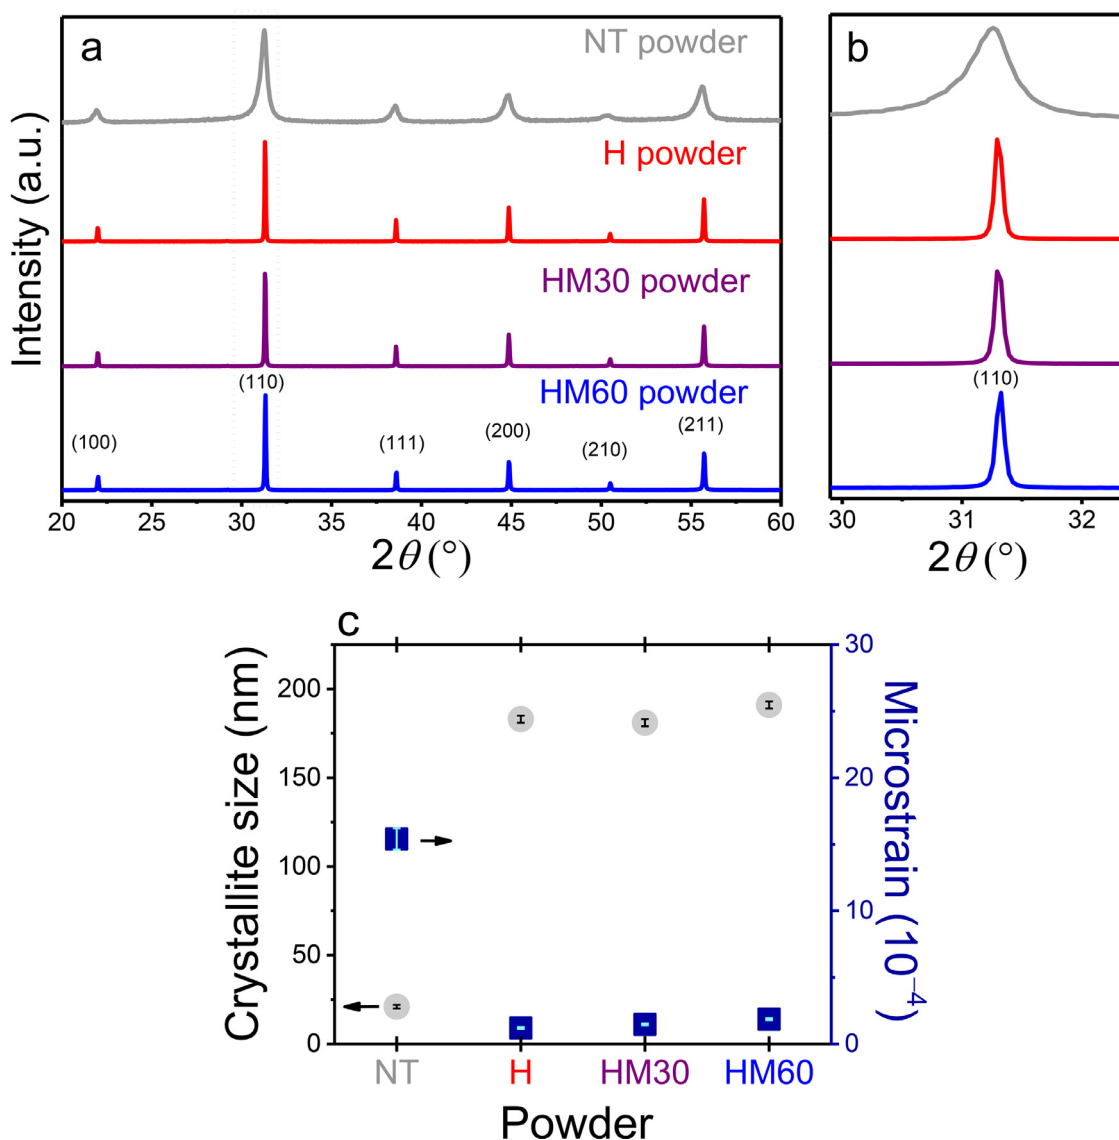 a
NT powder
H powder
HM30 powder
HM60 powder
(100)
(110)
(111)
(200)
(210)
(211)
Intensity (a.u.)
20 25 30 35 40 45 50 55 60
2θ (°)
b
(110)
30 31 32
2θ (°)
c
Crystallite size (nm)
200
150
100
50
0
Microstrain (10⁻⁴)
30
20
10
0
NT H HM30 HM60
Powder